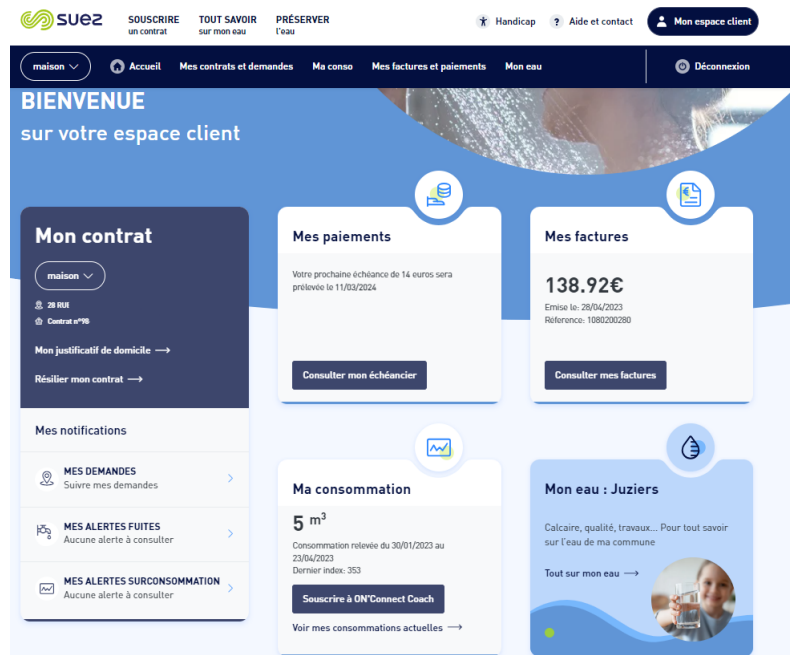 suez
SOUSCRIRE
un contrat
TOUT SAVOIR
sur mon eau
PRÉSERVER
l'eau
Handicap
? Aide et contact
Mon espace client
maison
Accueil
Mes contrats et demandes
Ma conso
Mes factures et paiements
Mon eau
Déconnexion
BIENVENUE
sur votre espace client
Mon contrat
maison
28 RUE
Contrat n°98
Mon justificatif de domicile
Résilier mon contrat
Mes notifications
MES DEMANDES
Suivre mes demandes
MES ALERTES FUITES
Aucune alerte à consulter
MES ALERTES SURCONSOMMATION
Aucune alerte à consulter
Mes paiements
Votre prochaine échéance de 14 euros sera
prélevée le 11/03/2024
Consulter mon échéancier
Mes factures
138.92€
Emise le: 28/04/2023
Réference: 1080200280
Consulter mes factures
Ma consommation
5 m³
Consommation relevée du 30/01/2023 au
23/04/2023
Dernier index: 353
Souscrire à ON'Connect Coach
Voir mes consommations actuelles
Mon eau : Juziers
Calcaire, qualité, travaux... Pour tout savoir
sur l'eau de ma commune
Tout sur mon eau